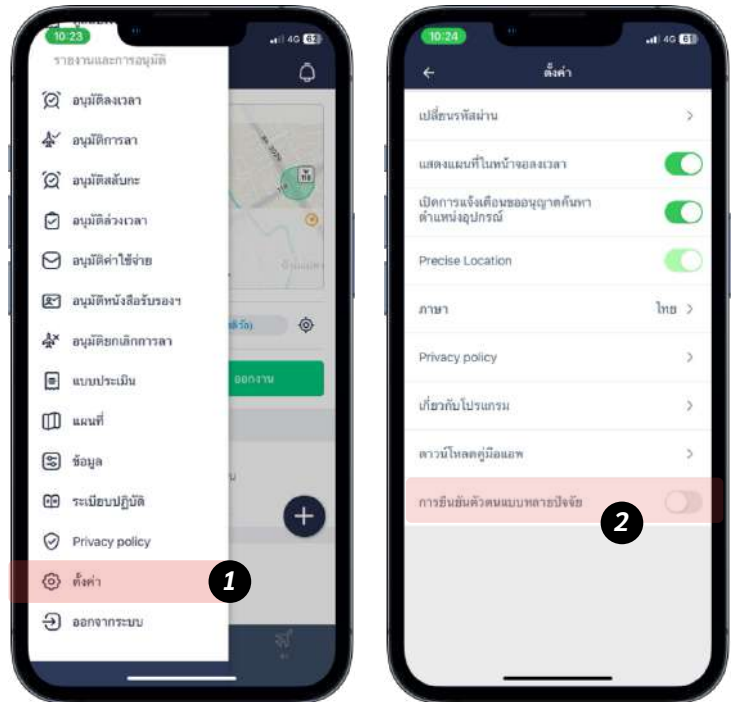 10:23
4G 62
รายงานและการอนุมัติ
อนุมัติลงเวลา
อนุมัติการลา
อนุมัติสลับกะ
อนุมัติล่วงเวลา
อนุมัติค่าใช้จ่าย
อนุมัติหนังสือรับรองฯ
อนุมัติยกเลิกการลา
แบบประเมิน
ออกงาน
แผนที่
ข้อมูล
ระเบียบปฏิบัติ
Privacy policy
ตั้งค่า
1
ออกจากระบบ
10:24
4G 61
ตั้งค่า
เปลี่ยนรหัสผ่าน
แสดงแผนที่ในหน้าจอลงเวลา
เปิดการแจ้งเตือนขออนุญาตค้นหา
ตำแหน่งอุปกรณ์
Precise Location
ภาษา ไทย
Privacy policy
เกี่ยวกับโปรแกรม
ดาวน์โหลดคู่มือแอพ
การยืนยันตัวตนแบบหลายปัจจัย
2